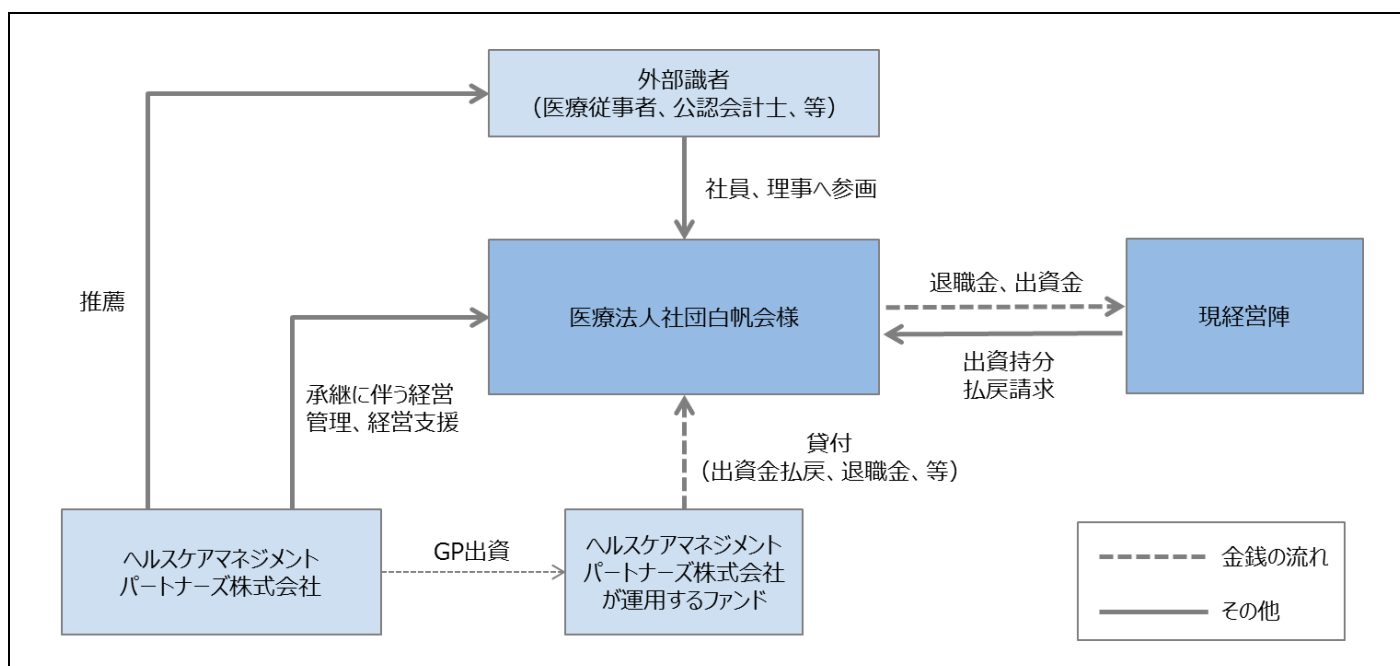 外部識者
（医療従事者、公認会計士、等）
社員、理事へ参画
推薦
医療法人社団白帆会様
退職金、出資金
現経営陣
出資持分
払戻請求
承継に伴う経営
管理、経営支援
貸付
（出資金払戻、退職金、等）
ヘルスケアマネジメント
パートナーズ株式会社
GP出資
ヘルスケアマネジメント
パートナーズ株式会社
が運用するファンド
金銭の流れ
その他